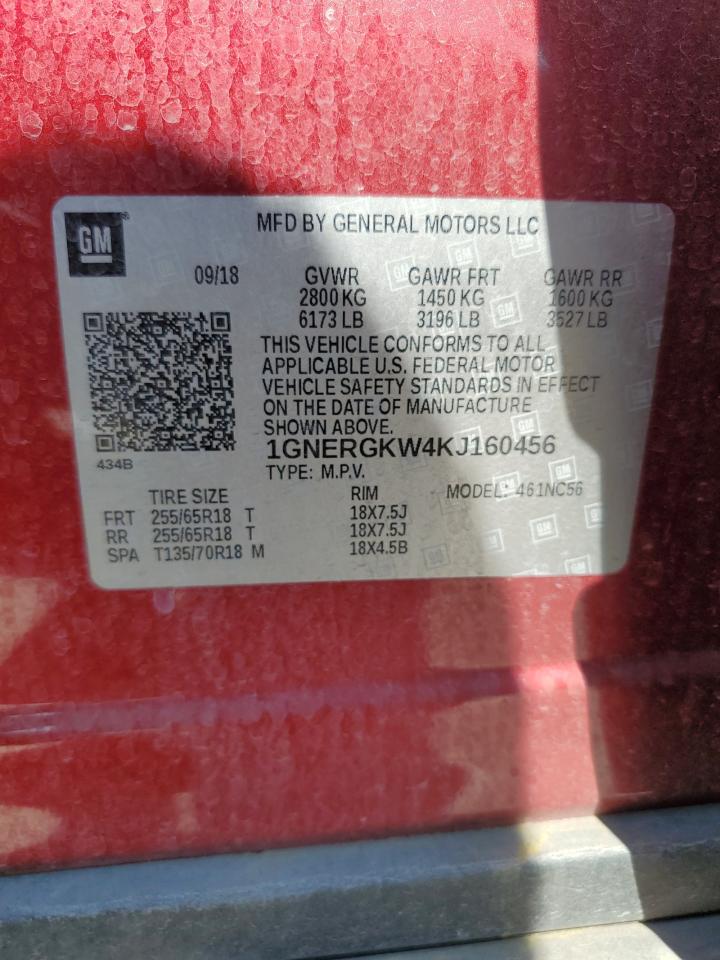 GM
MFD BY GENERAL MOTORS LLC
09/18 GVWR GAWR FRT GAWR RR
2800 KG 1450 KG 1600 KG
6173 LB 3196 LB 3527 LB
THIS VEHICLE CONFORMS TO ALL
APPLICABLE U.S. FEDERAL MOTOR
VEHICLE SAFETY STANDARDS IN EFFECT
ON THE DATE OF MANUFACTURE
SHOWN ABOVE.
1GNERGKW4KJ160456
434B
TYPE: M.P.V.
TIRE SIZE RIM MODEL: 461NC56
FRT 255/65R18 T 18X7.5J
RR 255/65R18 T 18X7.5J
SPA T135/70R18 M 18X4.5B